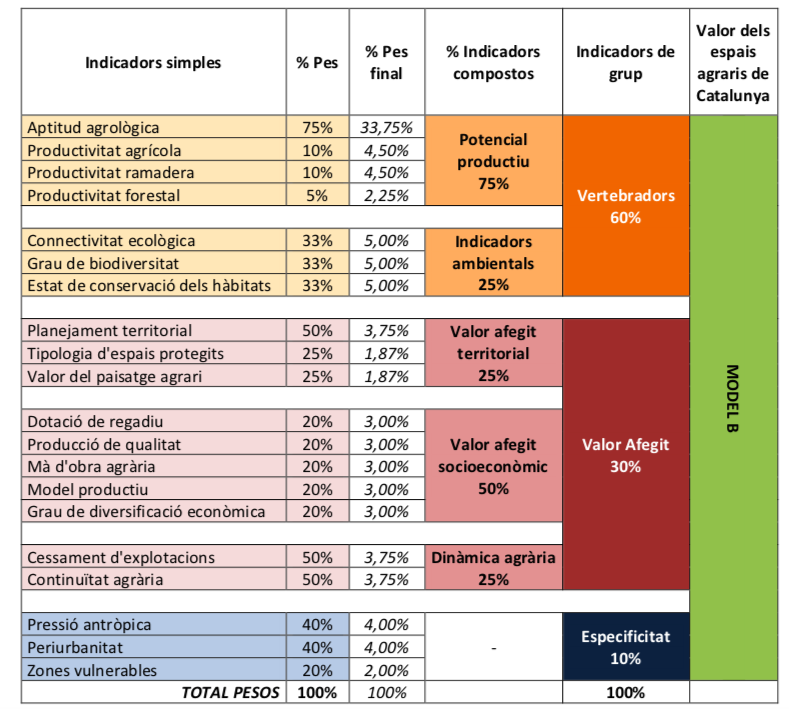 Indicadors simples % Pes % Pes final % Indicadors compostos Indicadors de grup Valor dels espais agraris de Catalunya
Aptitud agrològica 75% 33,75% Potencial productiu 75% Vertebradors 60% MODEL B
Productivitat agrícola 10% 4,50%
Productivitat ramadera 10% 4,50%
Productivitat forestal 5% 2,25%
Connectivitat ecològica 33% 5,00% Indicadors ambientals 25%
Grau de biodiversitat 33% 5,00%
Estat de conservació dels hàbitats 33% 5,00%
Planejament territorial 50% 3,75% Valor afegit territorial 25% Valor Afegit 30%
Tipologia d'espais protegits 25% 1,87%
Valor del paisatge agrari 25% 1,87%
Dotació de regadiu 20% 3,00% Valor afegit socioeconòmic 50%
Producció de qualitat 20% 3,00%
Mà d'obra agrària 20% 3,00%
Model productiu 20% 3,00%
Grau de diversificació econòmica 20% 3,00%
Cessament d'explotacions 50% 3,75% Dinàmica agrària 25%
Continuïtat agrària 50% 3,75%
Pressió antròpica 40% 4,00% - Especificitat 10%
Periurbanitat 40% 4,00%
Zones vulnerables 20% 2,00%
TOTAL PESOS 100% 100% 100%